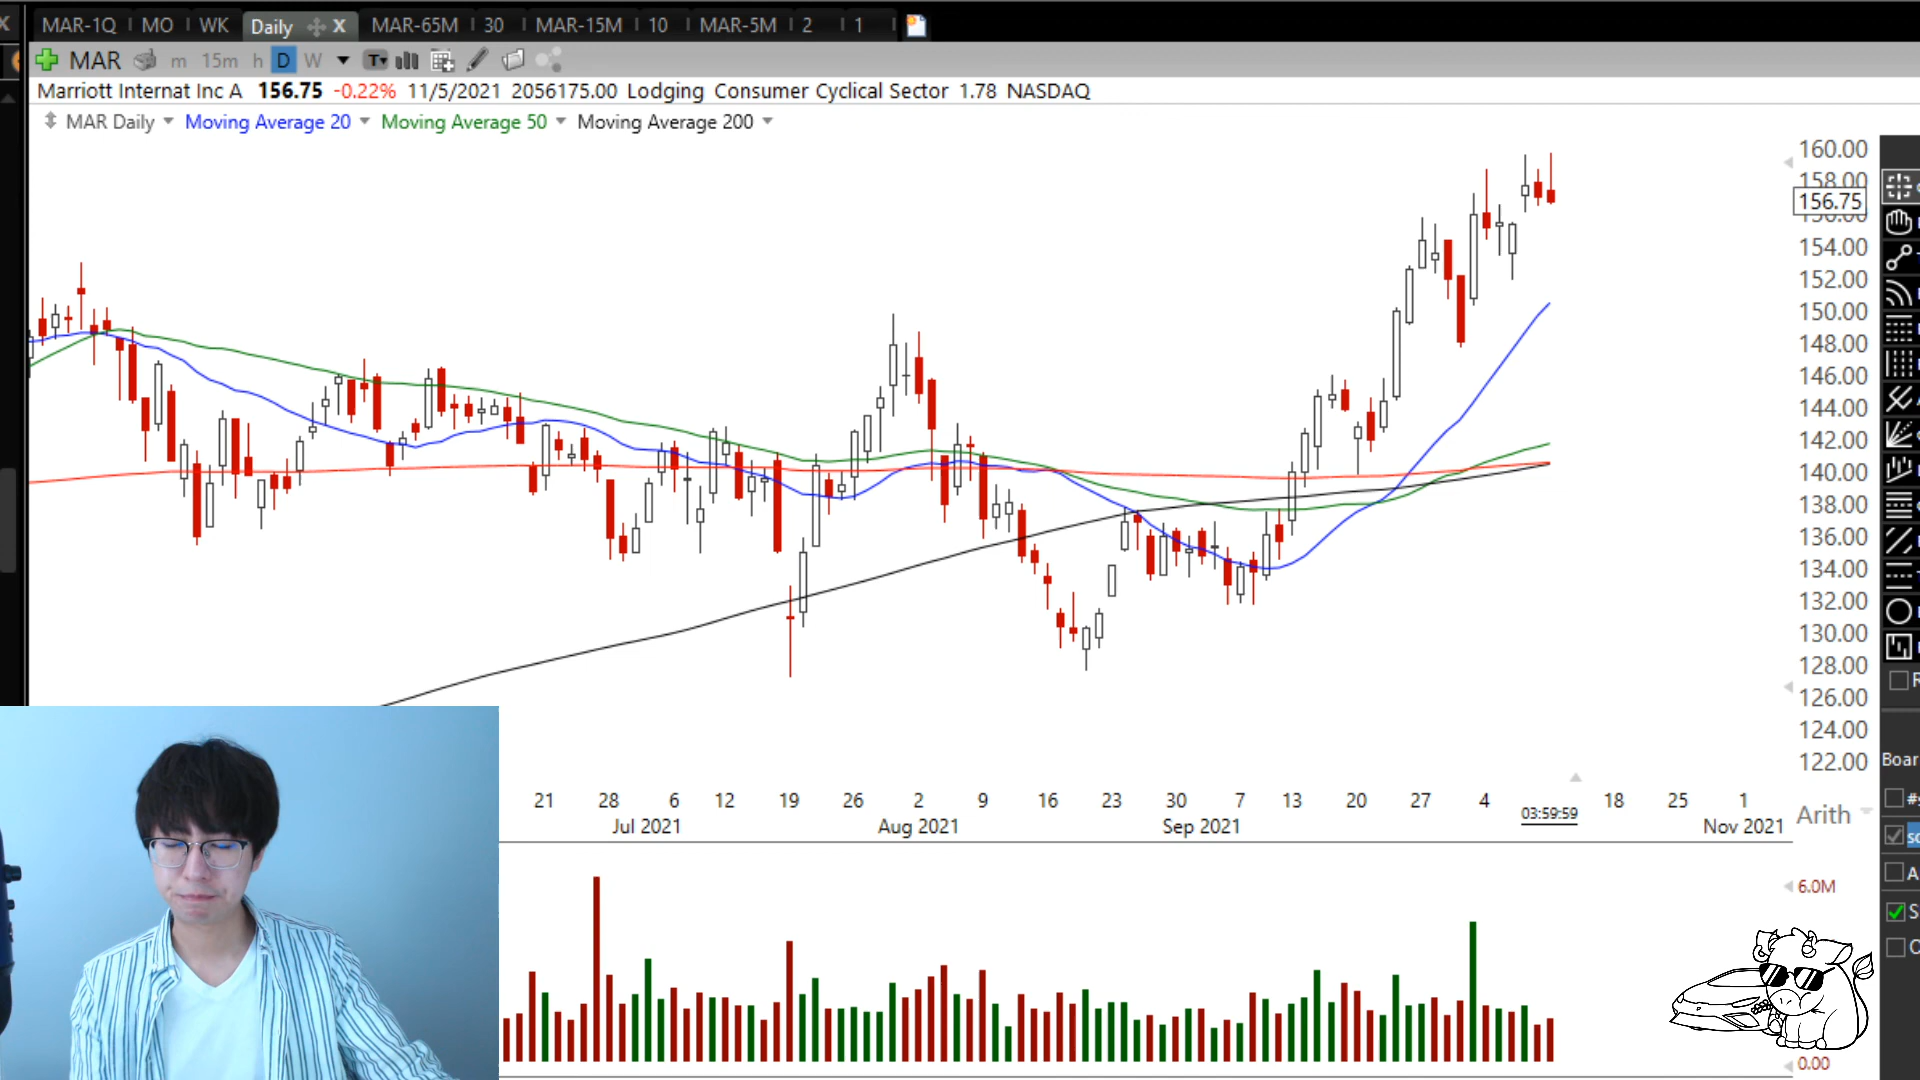 MAR-1Q MO WK Daily X MAR-65M 30 MAR-15M 10 MAR-5M 2 1
MAR m 15m h D W T
Marriott Internat Inc A 156.75 -0.22% 11/5/2021 2056175.00 Lodging Consumer Cyclical Sector 1.78 NASDAQ
MAR Daily Moving Average 20 Moving Average 50 Moving Average 200
160.00
158.00
156.75
154.00
152.00
150.00
148.00
146.00
144.00
142.00
140.00
138.00
136.00
134.00
132.00
130.00
128.00
126.00
124.00
122.00
21 28 6 12 19 26 2 9 16 23 30 7 13 20 27 4 03:59:59 18 25 1
Jul 2021 Aug 2021 Sep 2021 Nov 2021
Arith
6.0M
0.00
Boar